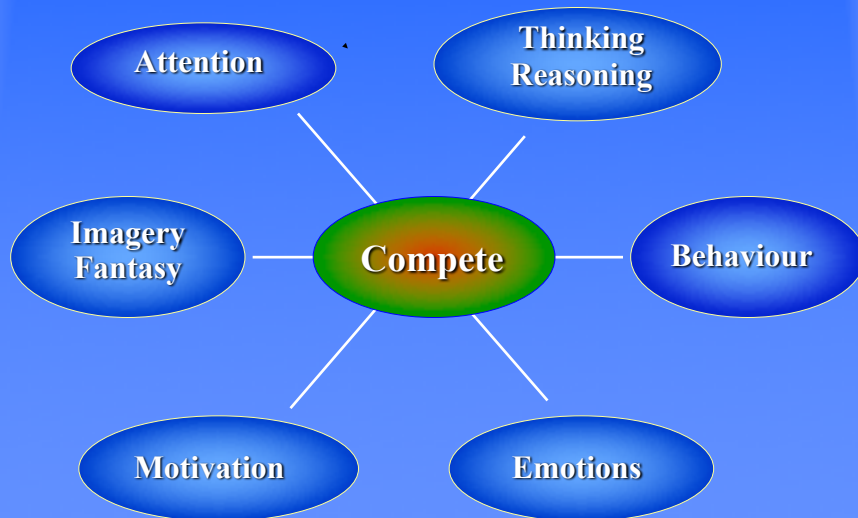 Attention
Thinking
Reasoning
Imagery
Fantasy
Compete
Behaviour
Motivation
Emotions